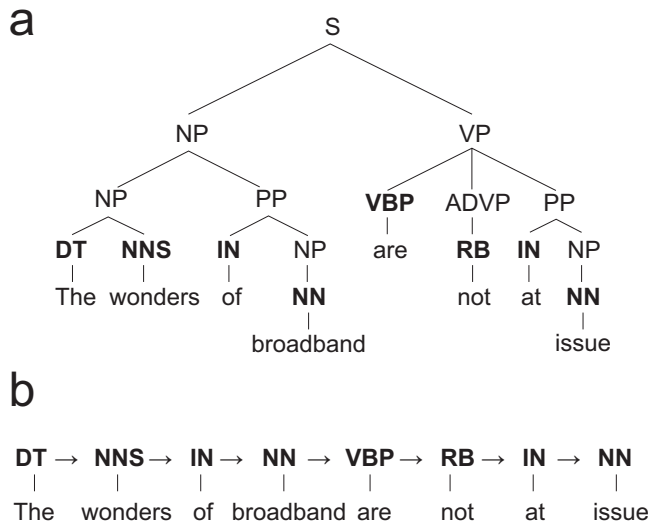 a
S
NP VP
NP PP VBP ADVP PP
DT NNS IN NP are RB IN NP
The wonders of NN not at NN
broadband issue
b
DT → NNS → IN → NN → VBP → RB → IN → NN
The wonders of broadband are not at issue